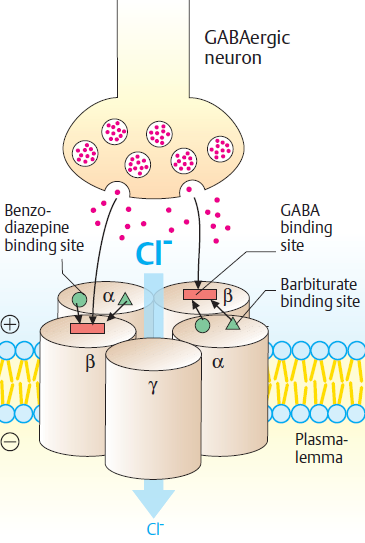 GABAergic
neuron
Benzo-
diazepine
binding site
GABA
binding
site
Cl-
Barbiturate
binding site
α
β
+
β
α
γ
−
Plasma-
lemma
Cl-